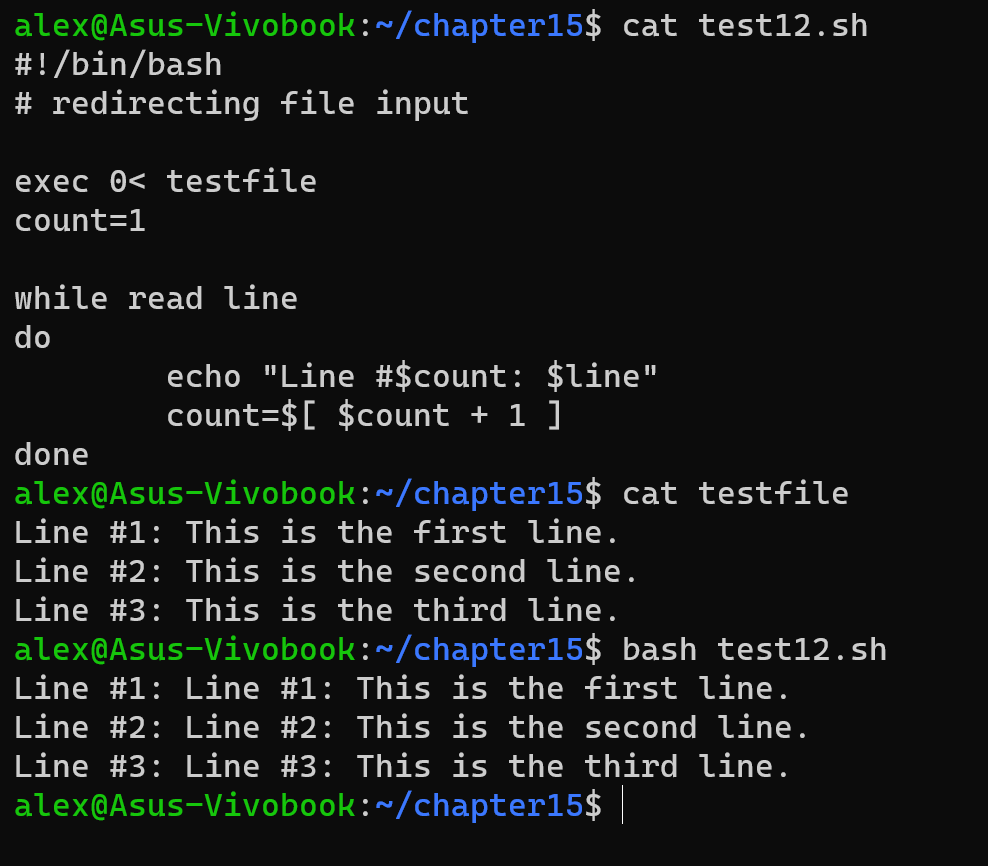 alex@Asus-Vivobook:~/chapter15$ cat test12.sh
#!/bin/bash
# redirecting file input

exec 0< testfile
count=1

while read line
do
        echo "Line #$count: $line"
        count=$[ $count + 1 ]
done
alex@Asus-Vivobook:~/chapter15$ cat testfile
Line #1: This is the first line.
Line #2: This is the second line.
Line #3: This is the third line.
alex@Asus-Vivobook:~/chapter15$ bash test12.sh
Line #1: Line #1: This is the first line.
Line #2: Line #2: This is the second line.
Line #3: Line #3: This is the third line.
alex@Asus-Vivobook:~/chapter15$